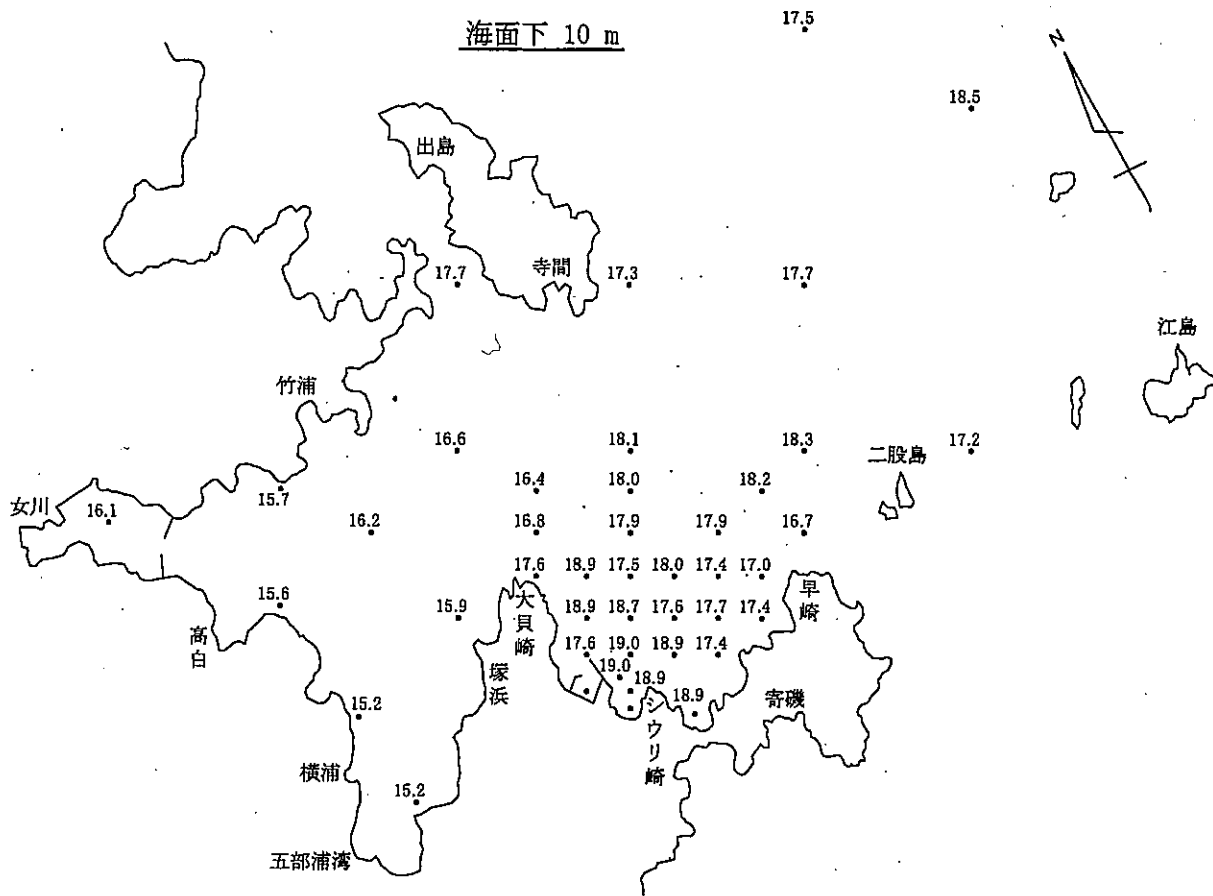 海面下 10 m
17.5
N
18.5
出島
寺間
17.7
17.3
17.7
江島
竹浦
16.6
18.1
18.3
二股島
17.2
16.4
18.0
18.2
女川
16.1
15.7
16.2
16.8
17.9
17.9
16.7
17.6
18.9
17.5
18.0
17.4
17.0
早崎
15.6
15.9
大貝崎
18.9
18.7
17.6
17.7
17.4
高白
塚浜
17.6
19.0
18.9
17.4
19.0
18.9
15.2
18.9
シウリ崎
寄磯
横浦
15.2
五部浦湾